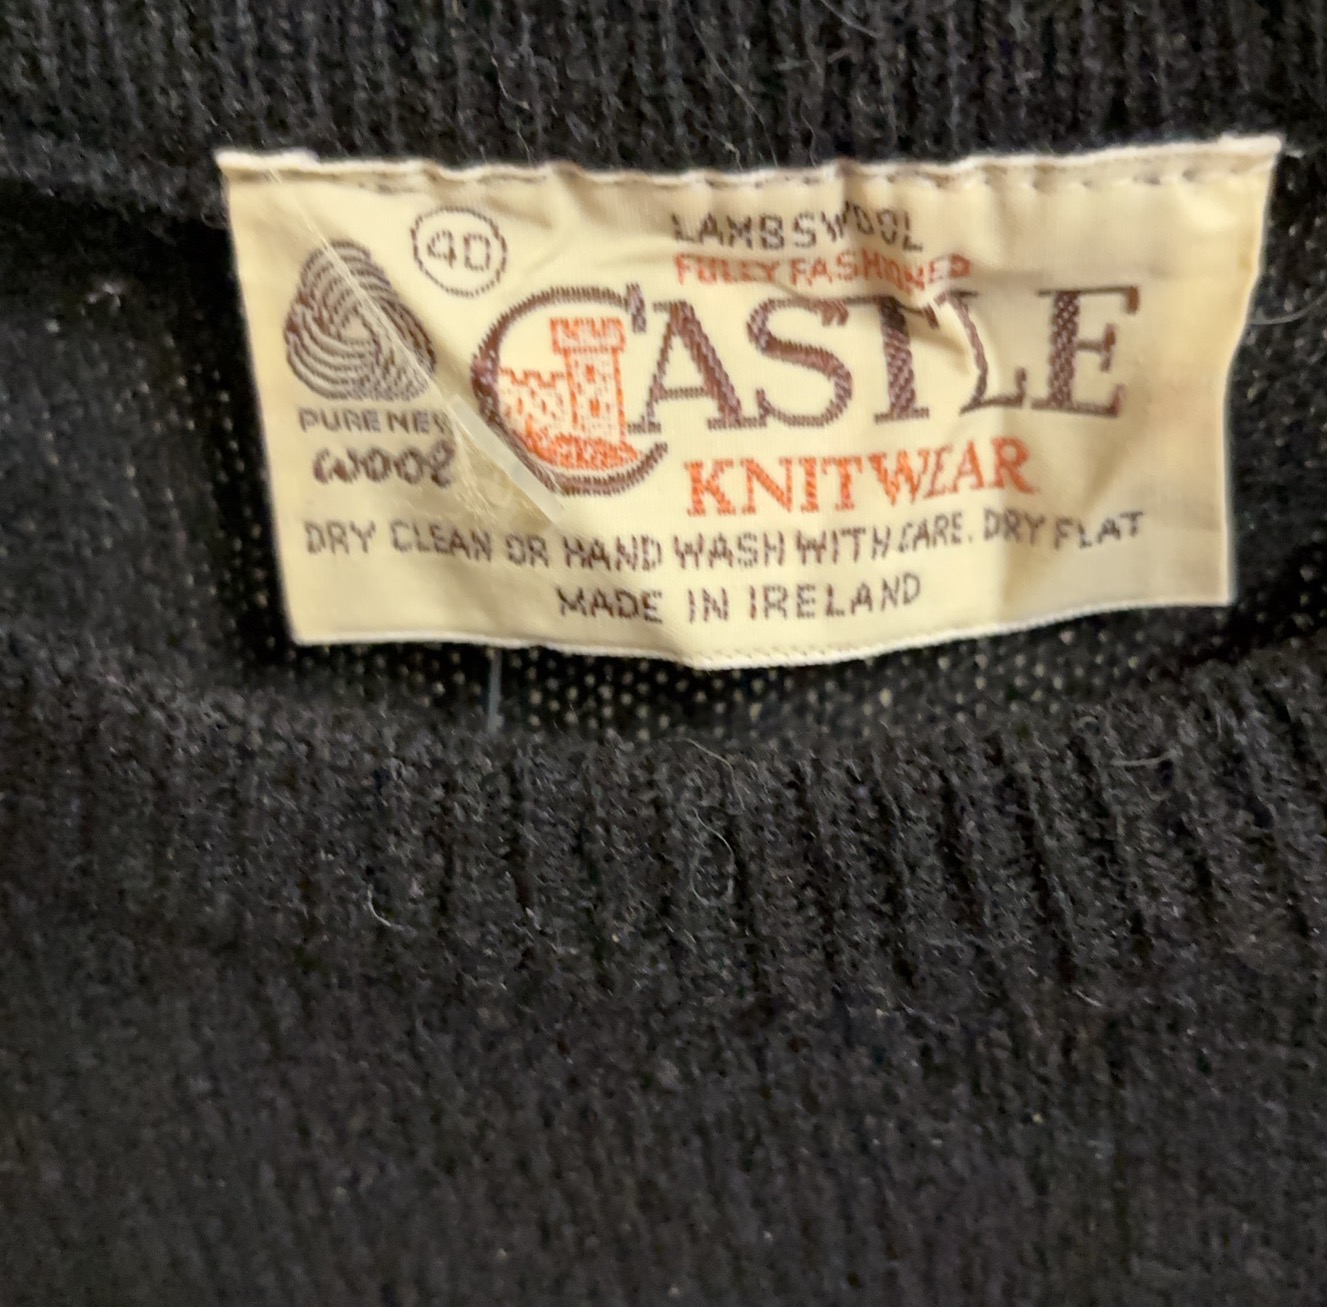 40
LAMBSWOOL
FULLY FASHIONED
CASTLE
KNITWEAR
PURE NEW
WOOL
DRY CLEAN OR HAND WASH WITH CARE. DRY FLAT
MADE IN IRELAND